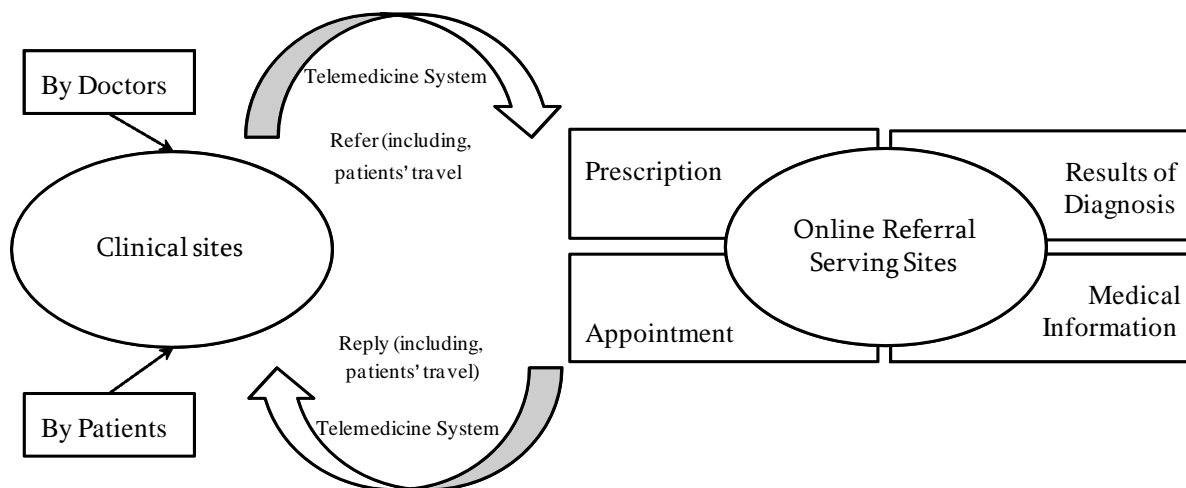 By Doctors
Telemedicine System
Refer (including,
patients’ travel
Clinical sites
Prescription
Results of
Diagnosis
Online Referral
Serving Sites
Appointment
Medical
Information
Reply (including,
patients’ travel)
Telemedicine System
By Patients